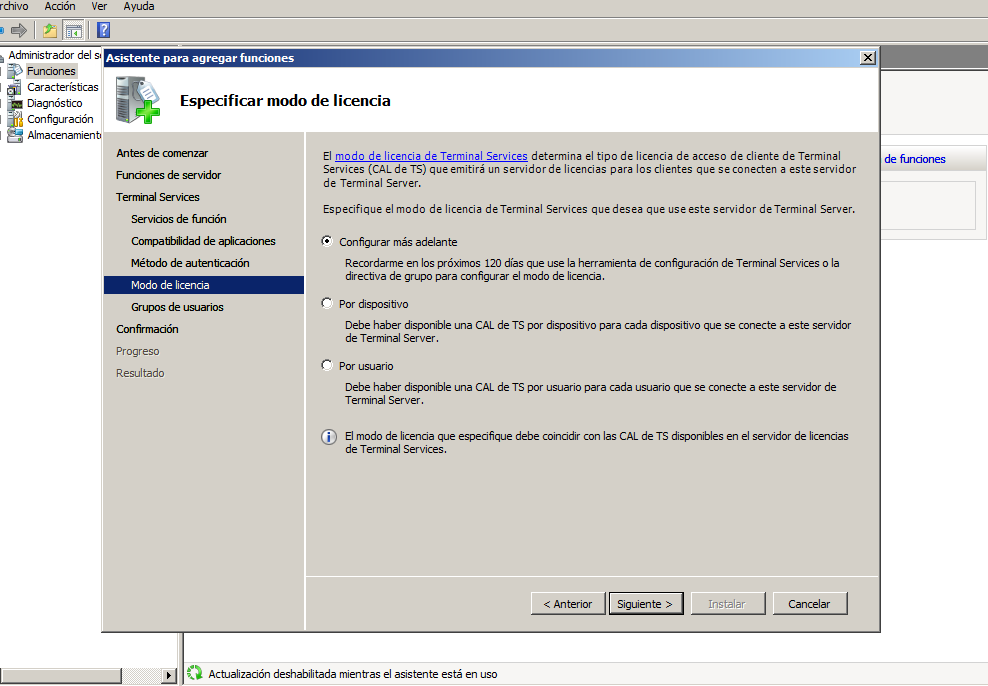 rchivo Acción Ver Ayuda
Administrador del se
Funciones
Características
Diagnóstico
Configuración
Almacenamiento
Asistente para agregar funciones
Especificar modo de licencia
Antes de comenzar
Funciones de servidor
Terminal Services
Servicios de función
Compatibilidad de aplicaciones
Método de autenticación
Modo de licencia
Grupos de usuarios
Confirmación
Progreso
Resultado
El modo de licencia de Terminal Services determina el tipo de licencia de acceso de cliente de Terminal
Services (CAL de TS) que emitirá un servidor de licencias para los clientes que se conecten a este servidor
de Terminal Server.
Especifique el modo de licencia de Terminal Services que desea que use este servidor de Terminal Server.
Configurar más adelante
Recordarme en los próximos 120 días que use la herramienta de configuración de Terminal Services o la
directiva de grupo para configurar el modo de licencia.
Por dispositivo
Debe haber disponible una CAL de TS por dispositivo para cada dispositivo que se conecte a este servidor
de Terminal Server.
Por usuario
Debe haber disponible una CAL de TS por usuario para cada usuario que se conecte a este servidor de
Terminal Server.
El modo de licencia que especifique debe coincidir con las CAL de TS disponibles en el servidor de licencias
de Terminal Services.
< Anterior Siguiente > Instalar Cancelar
de funciones
Actualización deshabilitada mientras el asistente está en uso